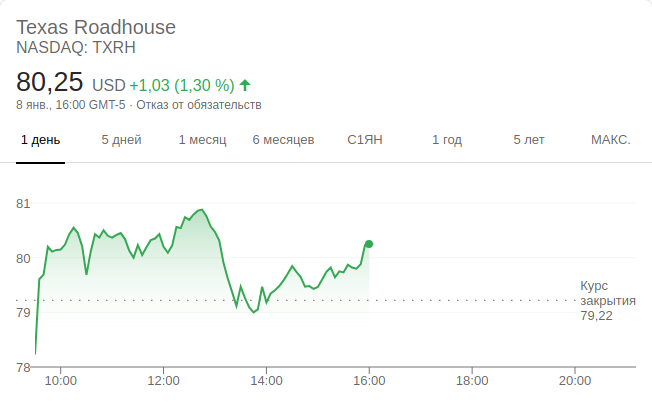 Texas Roadhouse
NASDAQ: TXRH
80,25 USD +1,03 (1,30 %)
8 янв., 16:00 GMT-5 · Отказ от обязательств
1 день 5 дней 1 месяц 6 месяцев С1ЯН 1 год 5 лет МАКС.
81
80
79
78
Курс
закрытия
79,22
10:00 12:00 14:00 16:00 18:00 20:00